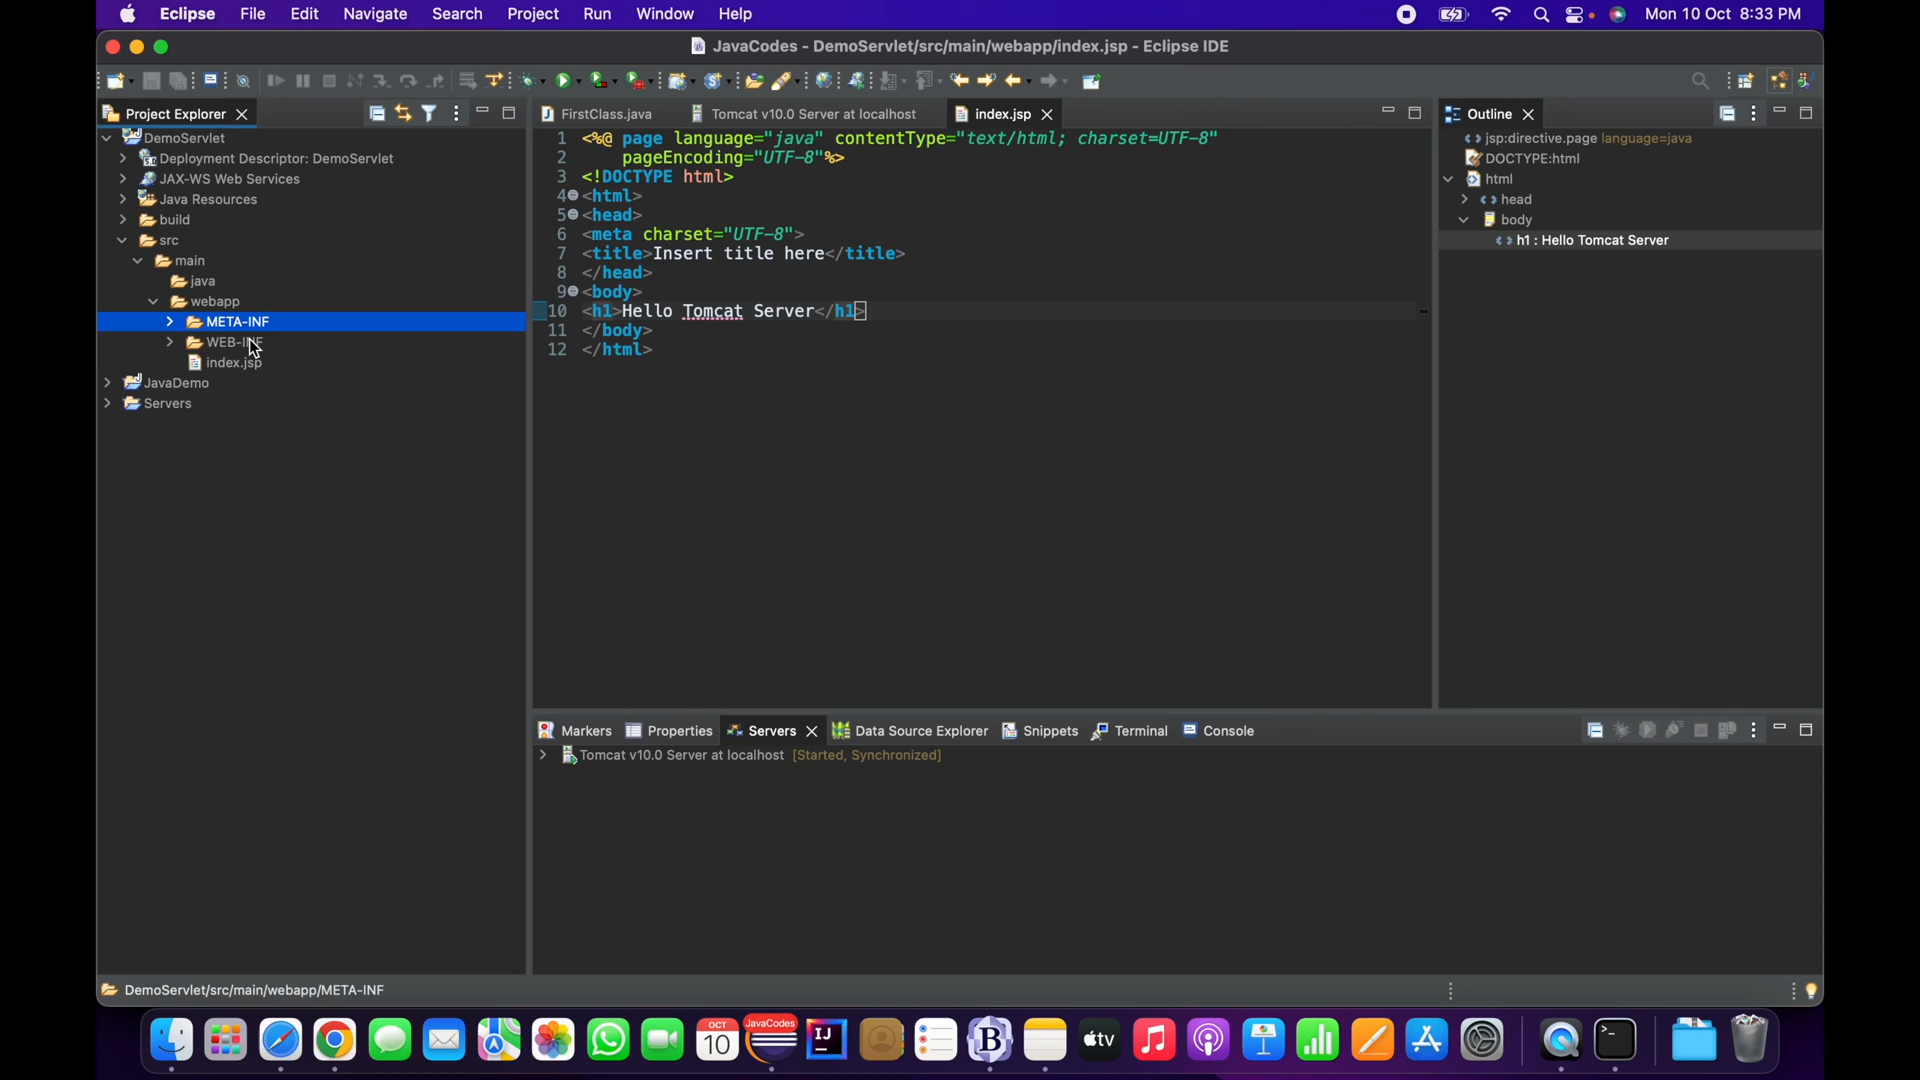 Eclipse File Edit Navigate Search Project Run Window Help Mon 10 Oct 8:33 PM
JavaCodes - DemoServlet/src/main/webapp/index.jsp - Eclipse IDE
Project Explorer
DemoServlet
Deployment Descriptor: DemoServlet
JAX-WS Web Services
Java Resources
build
src
main
java
webapp
META-INF
WEB-INF
index.jsp
JavaDemo
Servers
FirstClass.java Tomcat v10.0 Server at localhost index.jsp
1 <%@ page language="java" contentType="text/html; charset=UTF-8"
2 pageEncoding="UTF-8"%>
3 <!DOCTYPE html>
4 <html>
5 <head>
6 <meta charset="UTF-8">
7 <title>Insert title here</title>
8 </head>
9 <body>
10 <h1>Hello Tomcat Server</h1>
11 </body>
12 </html>
Outline
jsp:directive.page language=java
DOCTYPE:html
html
head
body
h1 : Hello Tomcat Server
Markers Properties Servers Data Source Explorer Snippets Terminal Console
Tomcat v10.0 Server at localhost [Started, Synchronized]
DemoServlet/src/main/webapp/META-INF
OCT
10
JavaCodes
IJ
B
tv